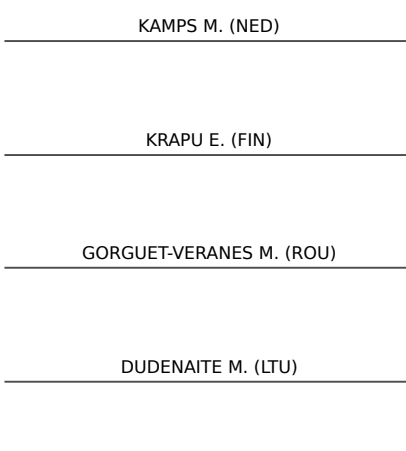 KAMPS M. (NED)
KRAPU E. (FIN)
GORGUET-VERANES M. (ROU)
DUDENAITE M. (LTU)